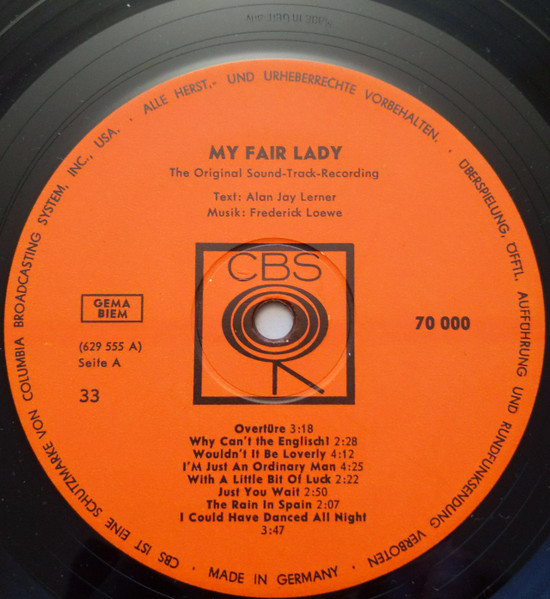 MY FAIR LADY
The Original Sound-Track-Recording
Text: Alan Jay Lerner
Musik: Frederick Loewe
CBS
GEMA
BIEM
70 000
(629 555 A)
Seite A
33
Overtüre 3:18
Why Can't the Englisch? 2:28
Wouldn't It Be Loverly 4:12
I'M Just An Ordinary Man 4:25
With A Little Bit Of Luck 2:22
Just You Wait 2:50
The Rain In Spain 2:07
I Could Have Danced All Night
3:47
CBS IST EINE SCHUTZMARKE VON COLUMBIA BROADCASTING SYSTEM, INC., USA. · ALLE HERST.- UND URHEBERRECHTE VORBEHALTEN. · ÜBERSPIELUNG, ÖFFTL. AUFFÜHRUNG UND RUNDFUNKSENDUNG VERBOTEN · MADE IN GERMANY ·